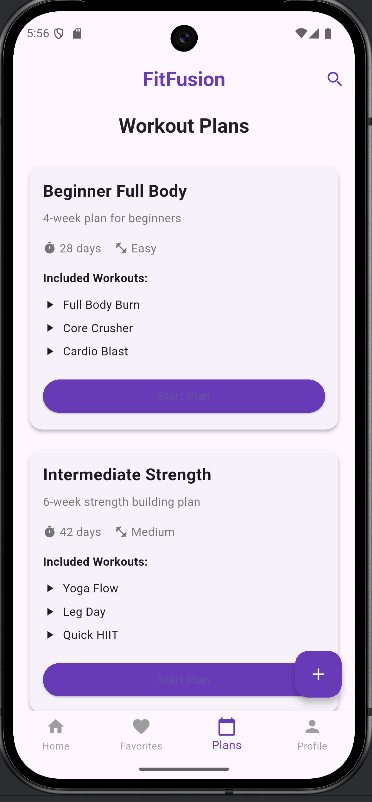 5:56
FitFusion
Workout Plans
Beginner Full Body
4-week plan for beginners
28 days Easy
Included Workouts:
Full Body Burn
Core Crusher
Cardio Blast
Start Plan
Intermediate Strength
6-week strength building plan
42 days Medium
Included Workouts:
Yoga Flow
Leg Day
Quick HIIT
Start Plan
+
Home Favorites Plans Profile